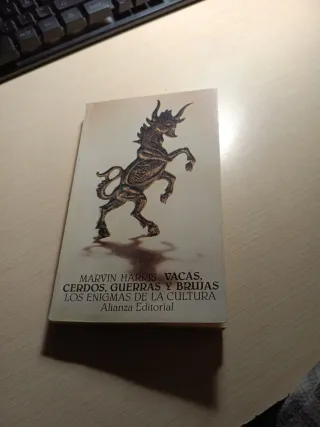 MARVIN HARRIS . VACAS,
CERDOS, GUERRAS Y BRUJAS
LOS ENIGMAS DE LA CULTURA
Alianza Editorial